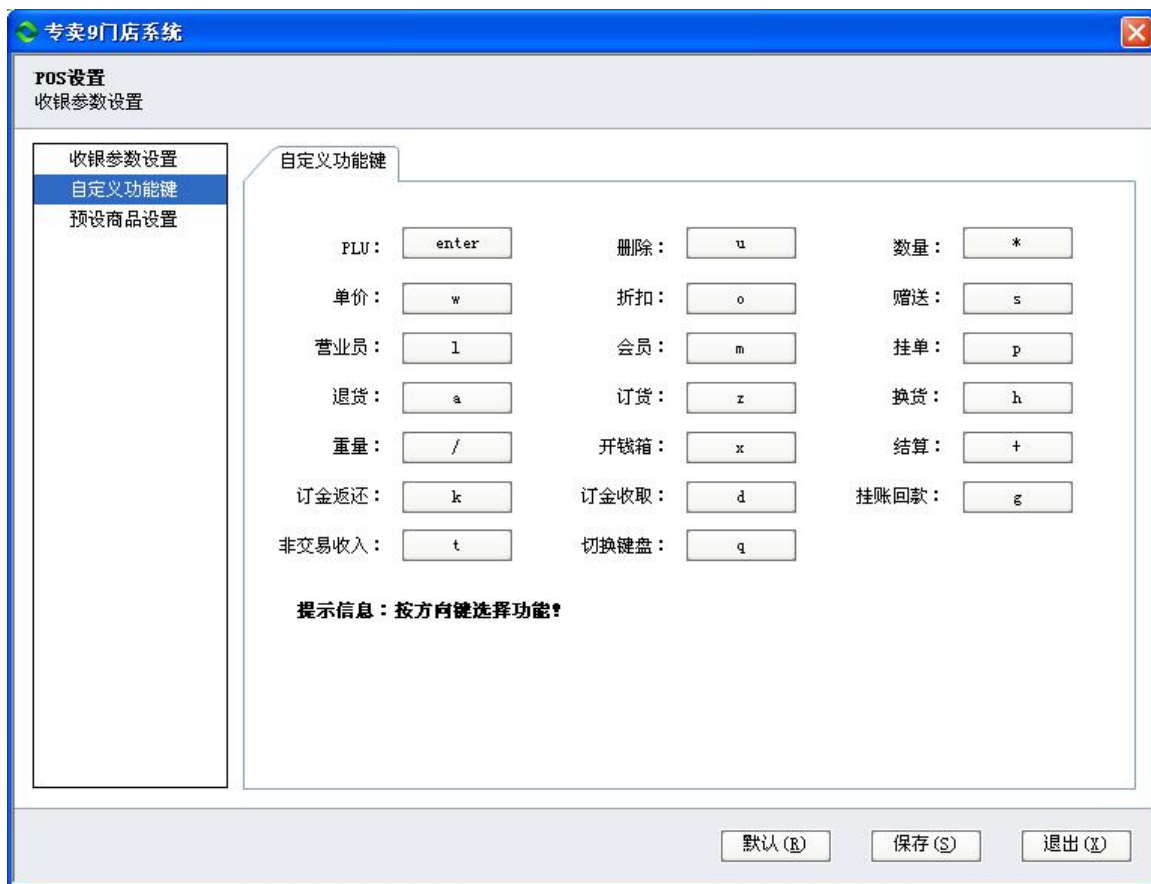 专卖9门店系统
POS设置
收银参数设置
收银参数设置
自定义功能键
预设商品设置
自定义功能键
PLU： enter 删除： u 数量： *
单价： w 折扣： o 赠送： s
营业员： l 会员： m 挂单： p
退货： a 订货： z 换货： h
重量： / 开钱箱： x 结算： +
订金返还： k 订金收取： d 挂账回款： g
非交易收入： t 切换键盘： q
提示信息：按方向键选择功能！
默认(R) 保存(S) 退出(X)